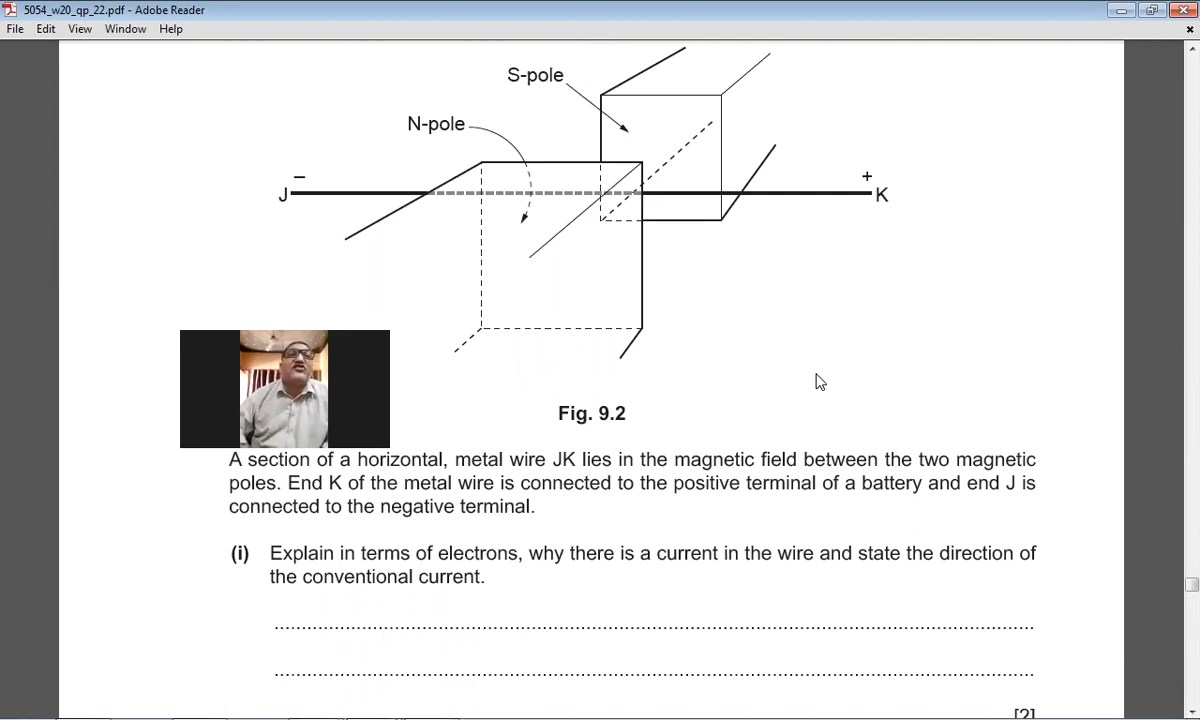 5054_w20_qp_22.pdf - Adobe Reader
File Edit View Window Help
S-pole
N-pole
− +
J K
Fig. 9.2
A section of a horizontal, metal wire JK lies in the magnetic field between the two magnetic
poles. End K of the metal wire is connected to the positive terminal of a battery and end J is
connected to the negative terminal.
(i) Explain in terms of electrons, why there is a current in the wire and state the direction of
the conventional current.
[2]